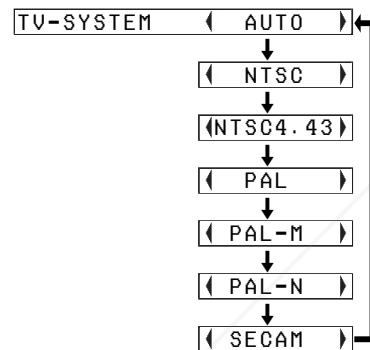 TV-SYSTEM AUTO
NTSC
NTSC4.43
PAL
PAL-M
PAL-N
SECAM